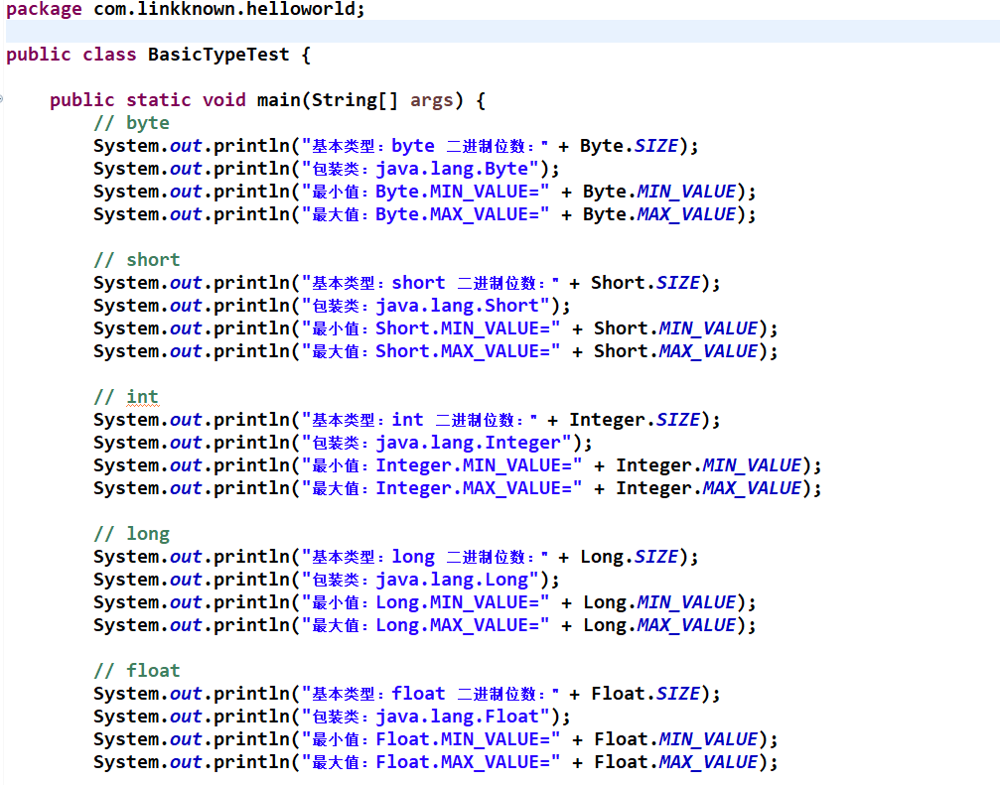 package com.linkknown.helloworld;
public class BasicTypeTest {
public static void main(String[] args) {
// byte
System.out.println("基本类型：byte 二进制位数：" + Byte.SIZE);
System.out.println("包装类：java.lang.Byte");
System.out.println("最小值：Byte.MIN_VALUE=" + Byte.MIN_VALUE);
System.out.println("最大值：Byte.MAX_VALUE=" + Byte.MAX_VALUE);
// short
System.out.println("基本类型：short 二进制位数：" + Short.SIZE);
System.out.println("包装类：java.lang.Short");
System.out.println("最小值：Short.MIN_VALUE=" + Short.MIN_VALUE);
System.out.println("最大值：Short.MAX_VALUE=" + Short.MAX_VALUE);
// int
System.out.println("基本类型：int 二进制位数：" + Integer.SIZE);
System.out.println("包装类：java.lang.Integer");
System.out.println("最小值：Integer.MIN_VALUE=" + Integer.MIN_VALUE);
System.out.println("最大值：Integer.MAX_VALUE=" + Integer.MAX_VALUE);
// long
System.out.println("基本类型：long 二进制位数：" + Long.SIZE);
System.out.println("包装类：java.lang.Long");
System.out.println("最小值：Long.MIN_VALUE=" + Long.MIN_VALUE);
System.out.println("最大值：Long.MAX_VALUE=" + Long.MAX_VALUE);
// float
System.out.println("基本类型：float 二进制位数：" + Float.SIZE);
System.out.println("包装类：java.lang.Float");
System.out.println("最小值：Float.MIN_VALUE=" + Float.MIN_VALUE);
System.out.println("最大值：Float.MAX_VALUE=" + Float.MAX_VALUE);